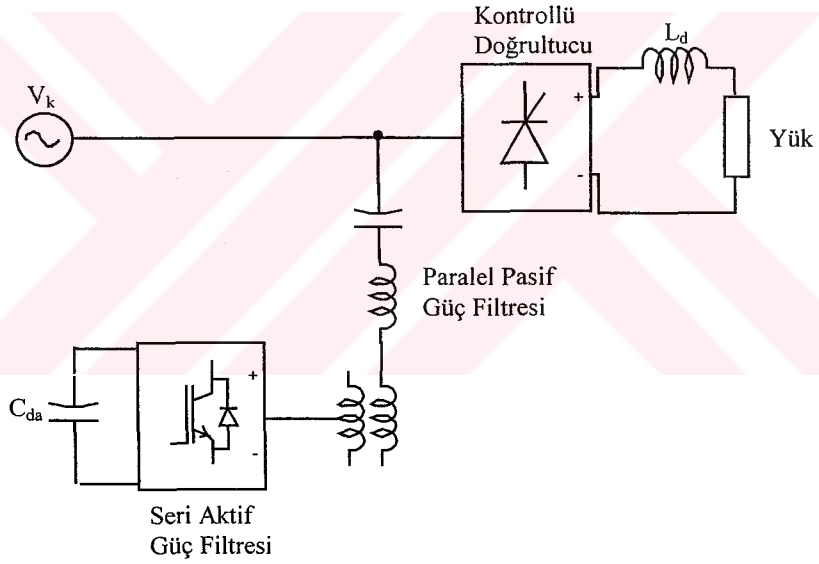 Kontrollü
Doğrultucu
L_d
V_k
+
-
Yük
Paralel Pasif
Güç Filtresi
C_da
+
-
Seri Aktif
Güç Filtresi